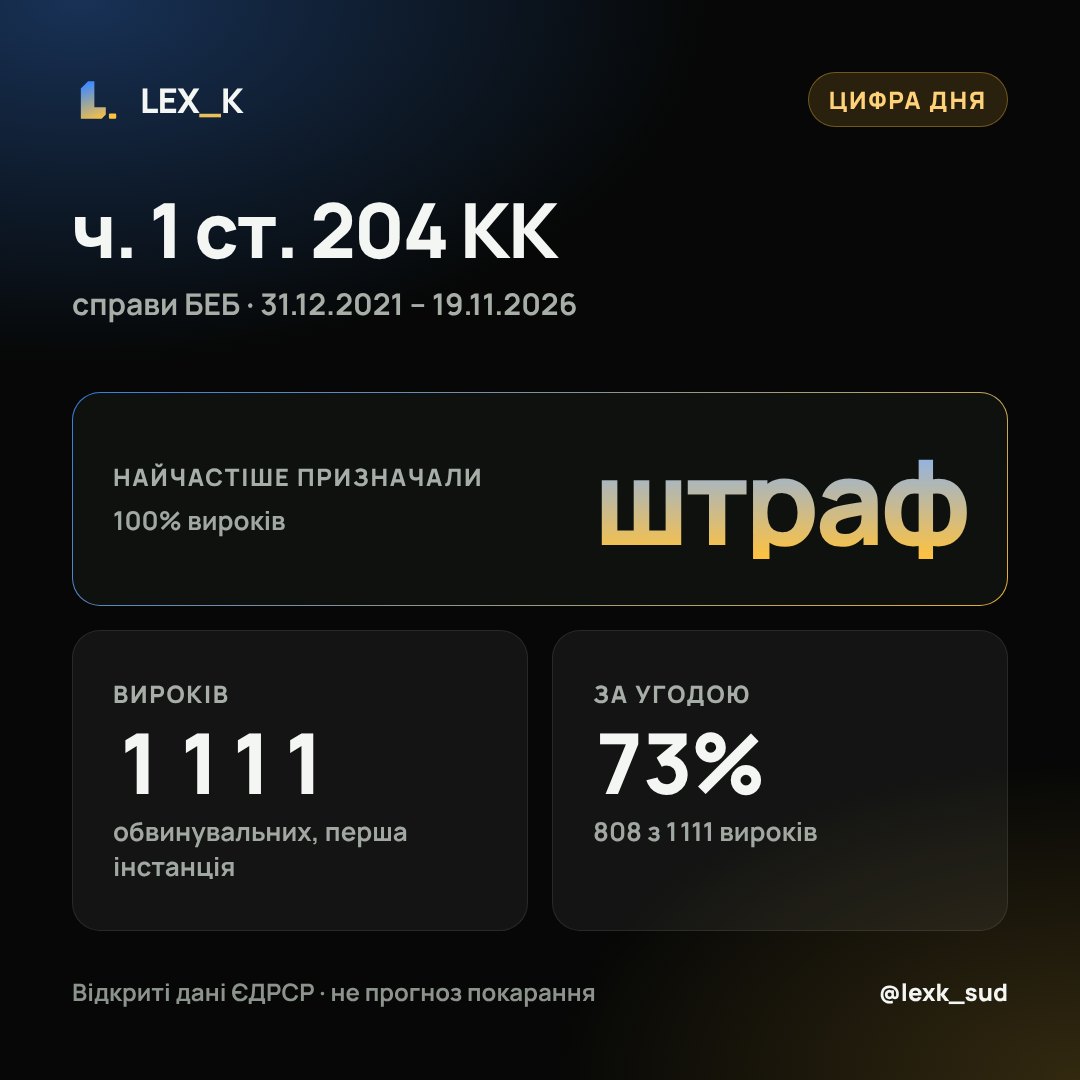 LEX_K
ЦИФРА ДНЯ
ч. 1 ст. 204 КК
справи БЕБ · 31.12.2021 – 19.11.2026
НАЙЧАСТІШЕ ПРИЗНАЧАЛИ
100% вироків
штраф
ВИРОКІВ
1 111
обвинувальних, перша
інстанція
ЗА УГОДОЮ
73%
808 з 1 111 вироків
Відкриті дані ЄДРСР · не прогноз покарання
@lexk_sud